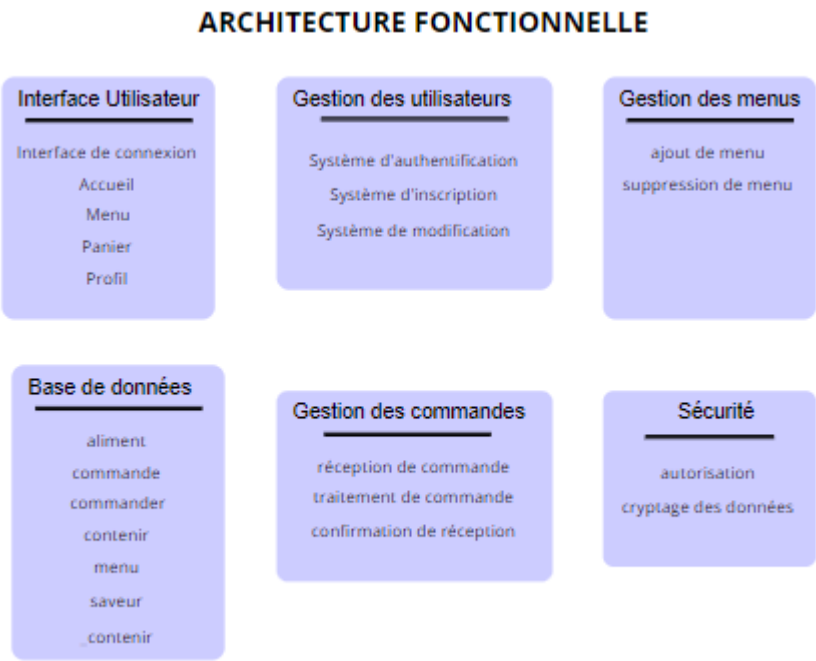 ARCHITECTURE FONCTIONNELLE
Interface Utilisateur
Interface de connexion
Accueil
Menu
Panier
Profil
Gestion des utilisateurs
Système d'authentification
Système d'inscription
Système de modification
Gestion des menus
ajout de menu
suppression de menu
Base de données
aliment
commande
commander
contenir
menu
saveur
_contenir
Gestion des commandes
réception de commande
traitement de commande
confirmation de réception
Sécurité
autorisation
cryptage des données